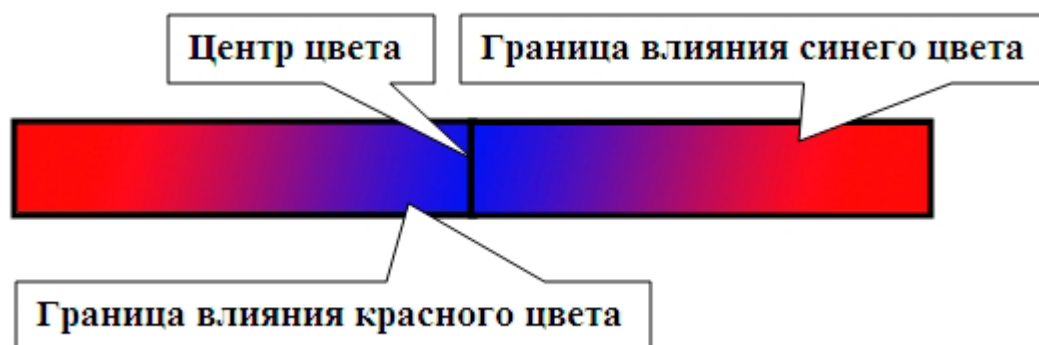 Центр цвета
Граница влияния синего цвета
Граница влияния красного цвета